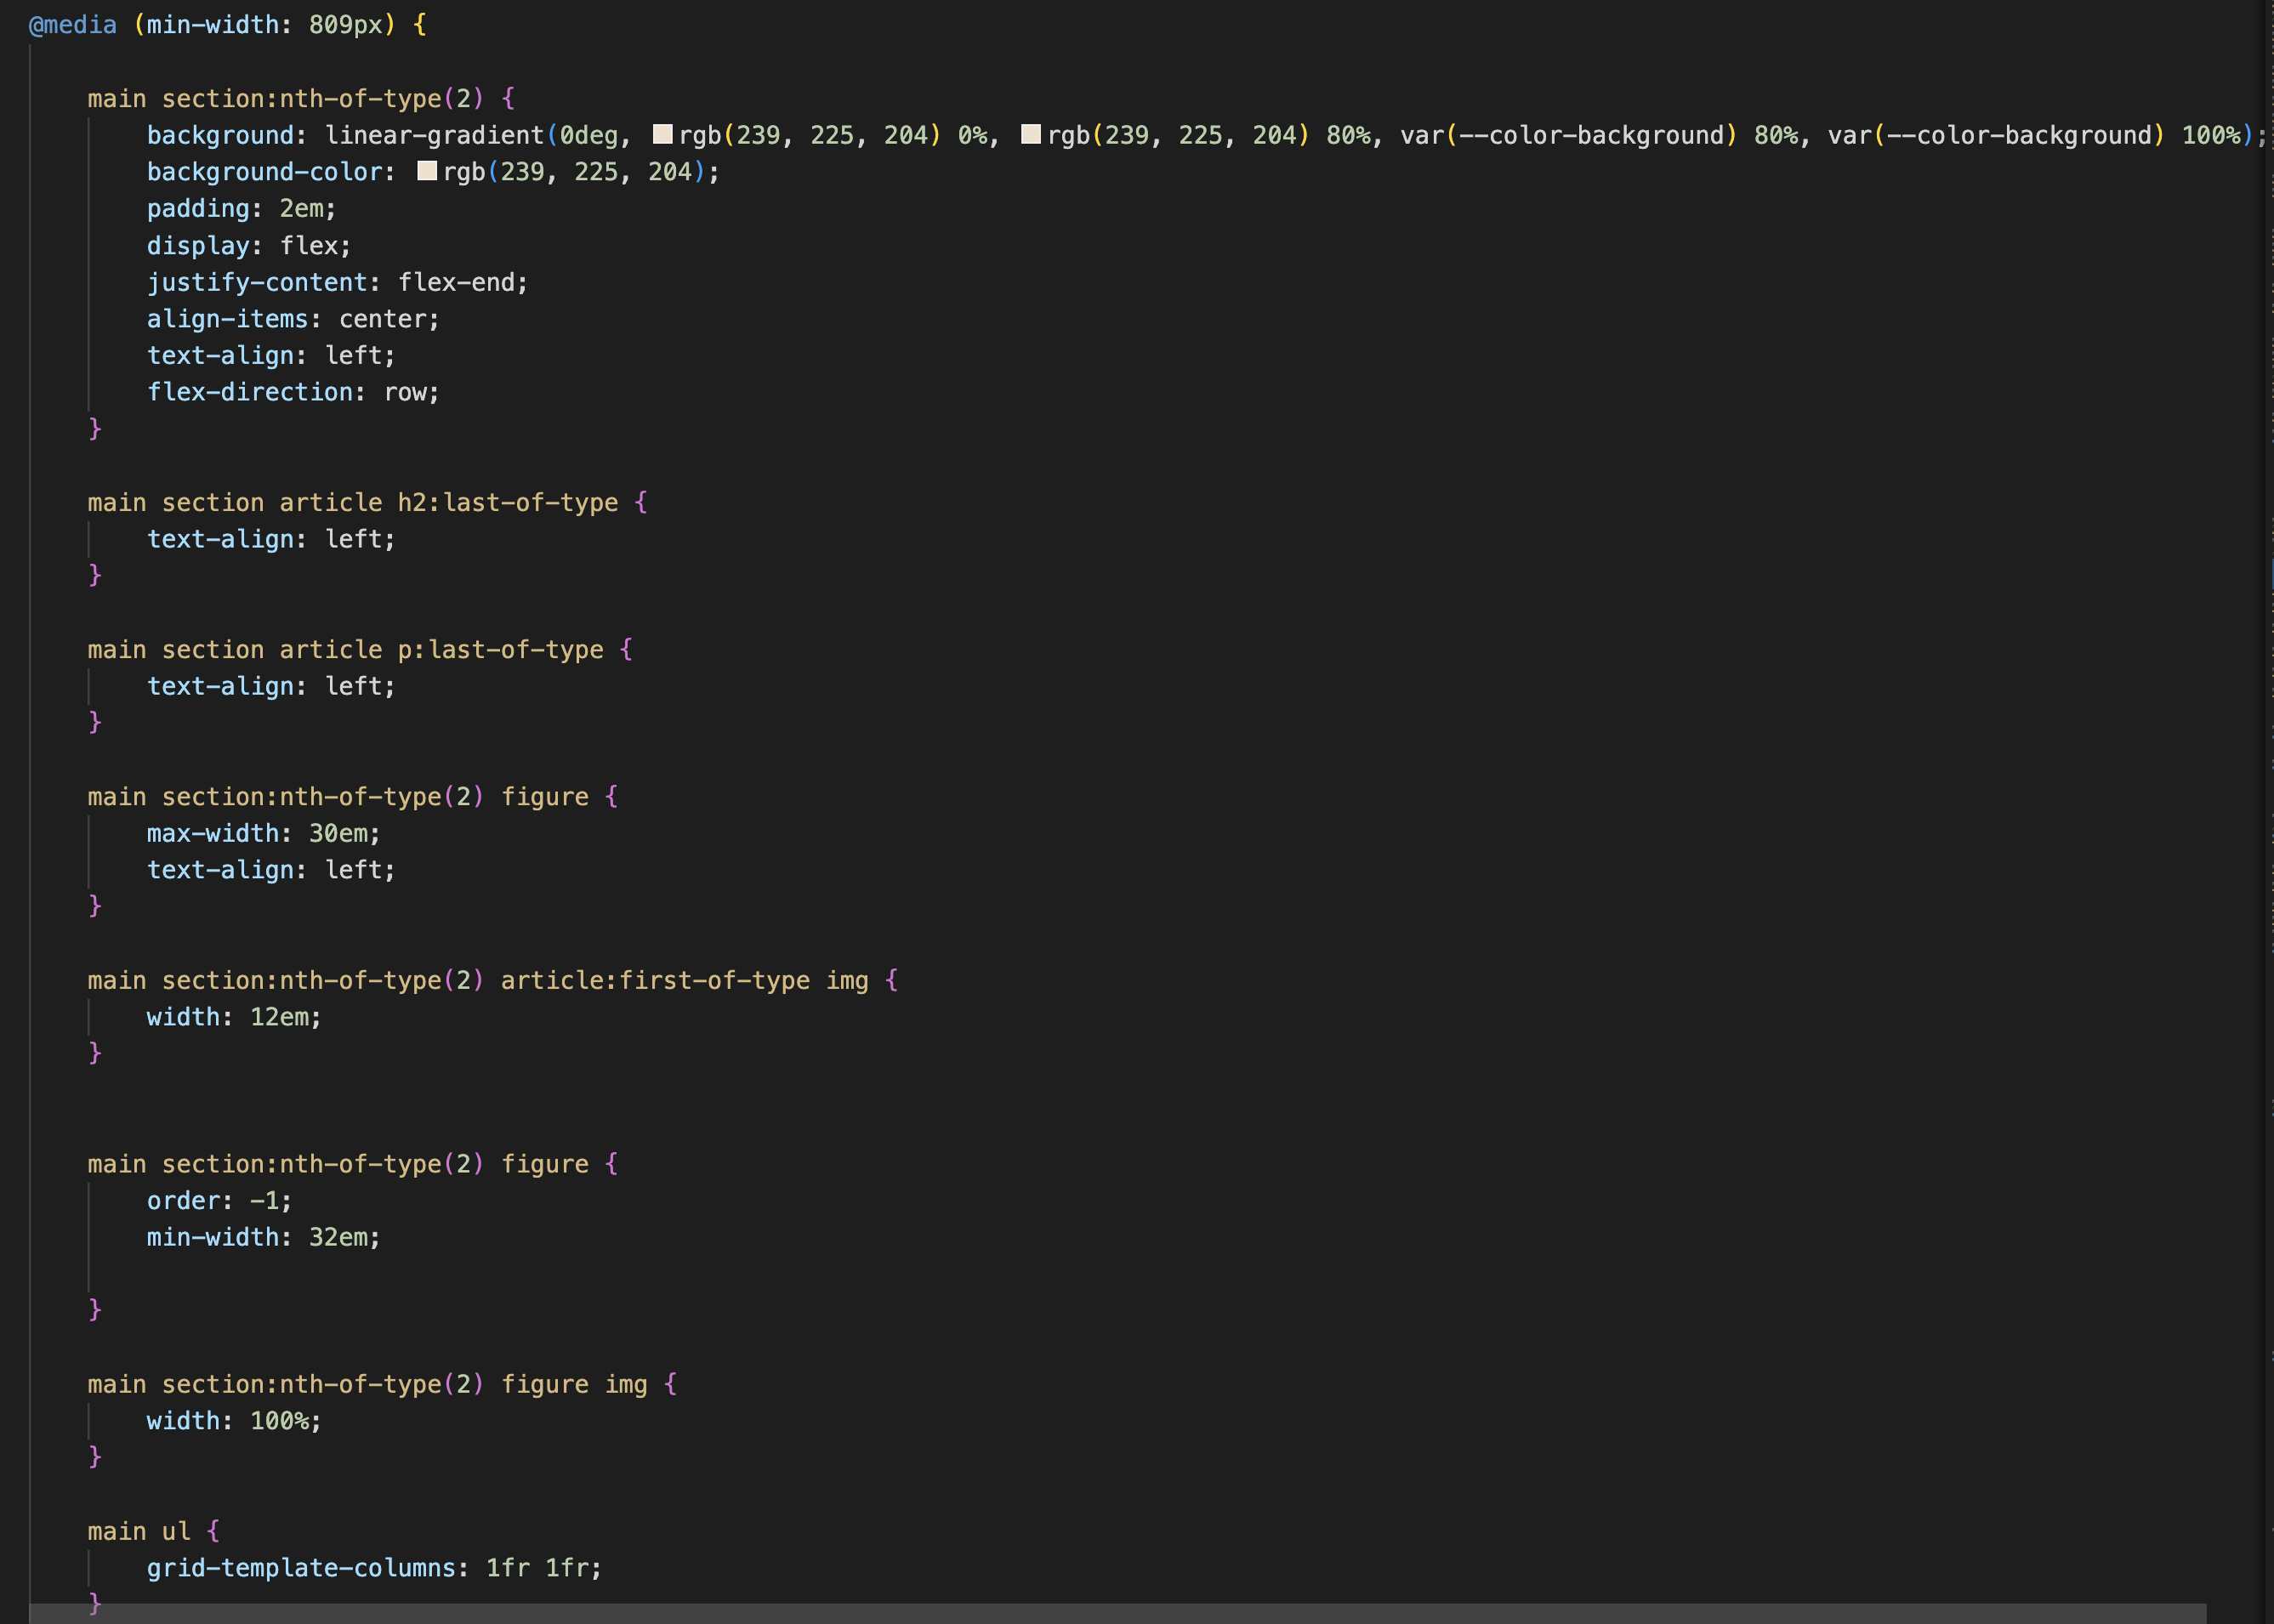 @media (min-width: 809px) {
main section:nth-of-type(2) {
background: linear-gradient(0deg, rgb(239, 225, 204) 0%, rgb(239, 225, 204) 80%, var(--color-background) 80%, var(--color-background) 100%);
background-color: rgb(239, 225, 204);
padding: 2em;
display: flex;
justify-content: flex-end;
align-items: center;
text-align: left;
flex-direction: row;
}
main section article h2:last-of-type {
text-align: left;
}
main section article p:last-of-type {
text-align: left;
}
main section:nth-of-type(2) figure {
max-width: 30em;
text-align: left;
}
main section:nth-of-type(2) article:first-of-type img {
width: 12em;
}
main section:nth-of-type(2) figure {
order: -1;
min-width: 32em;
}
main section:nth-of-type(2) figure img {
width: 100%;
}
main ul {
grid-template-columns: 1fr 1fr;
}